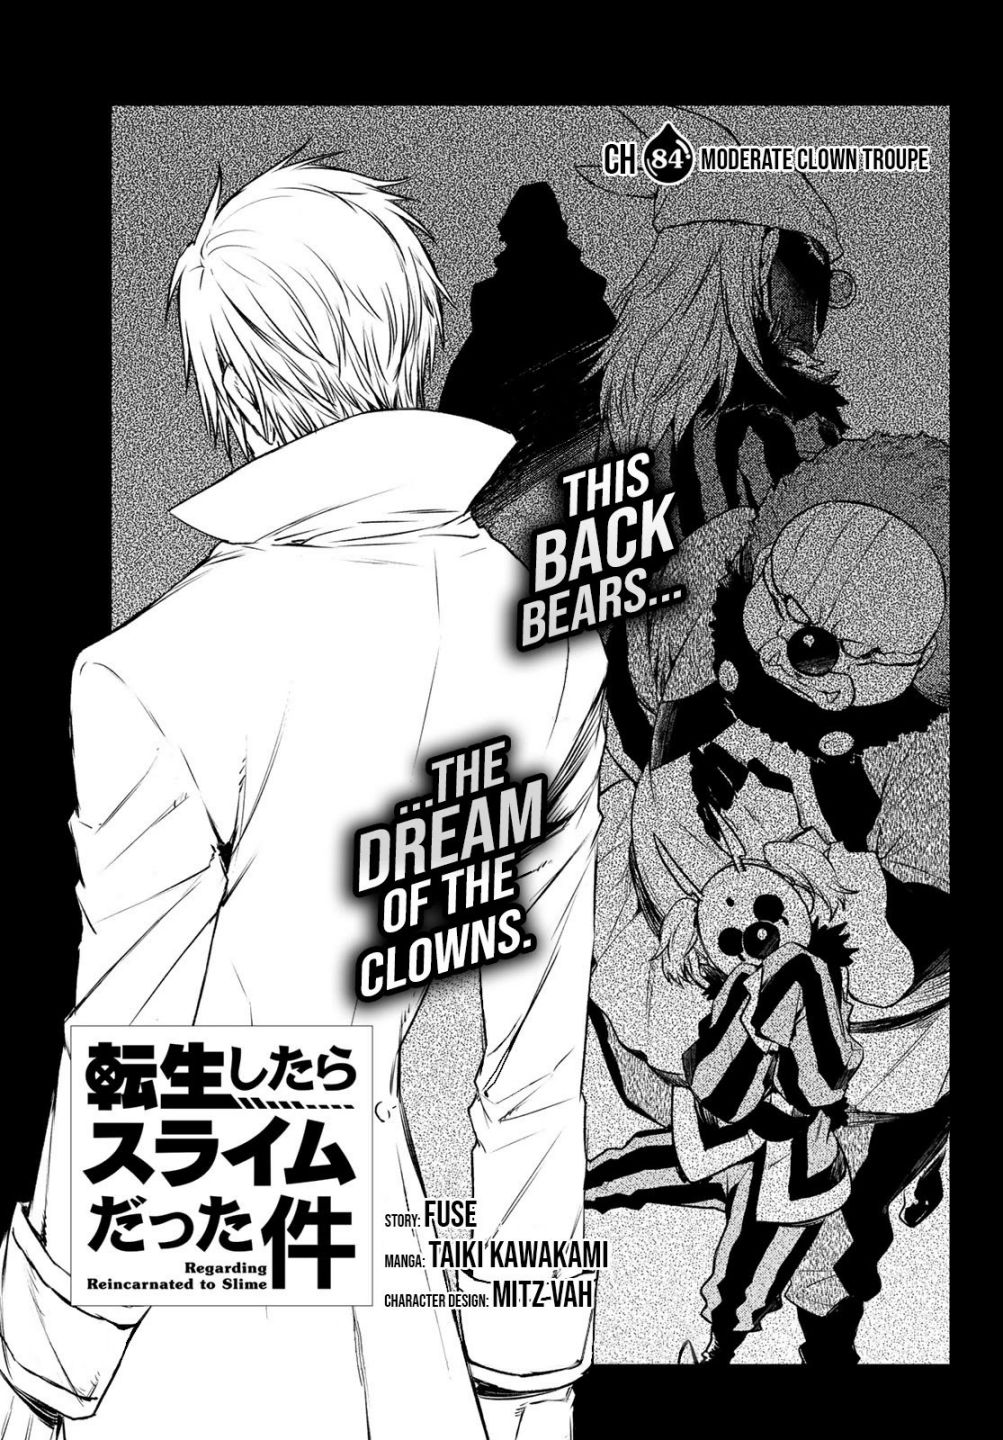 CH 84 MODERATE CLOWN TROUPE
THIS
BACK
BEARS...
...THE
DREAM
OF THE
CLOWNS.
転生したら
スライム
だった件
Regarding
Reincarnated to Slime
STORY: FUSE
MANGA: TAIKI KAWAKAMI
CHARACTER DESIGN: MITZ VAH